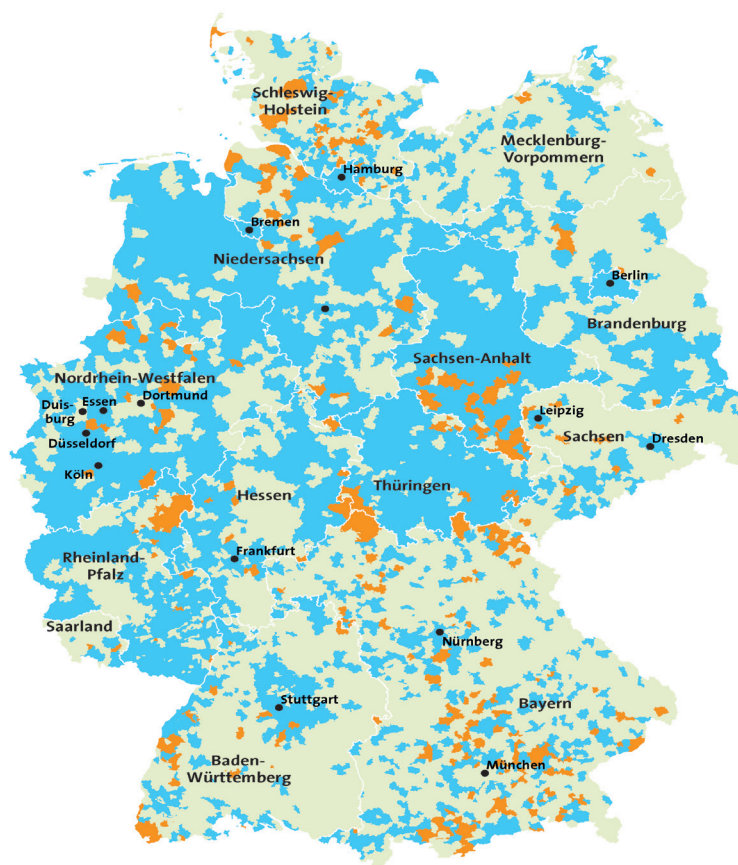 Schleswig-
Holstein
Mecklenburg-
Vorpommern
Hamburg
Bremen
Niedersachsen
Berlin
Brandenburg
Sachsen-Anhalt
Nordrhein-Westfalen
Duis-
burg
Essen
Dortmund
Leipzig
Düsseldorf
Sachsen
Dresden
Köln
Thüringen
Hessen
Frankfurt
Rheinland-
Pfalz
Saarland
Nürnberg
Stuttgart
Bayern
Baden-
Württemberg
München